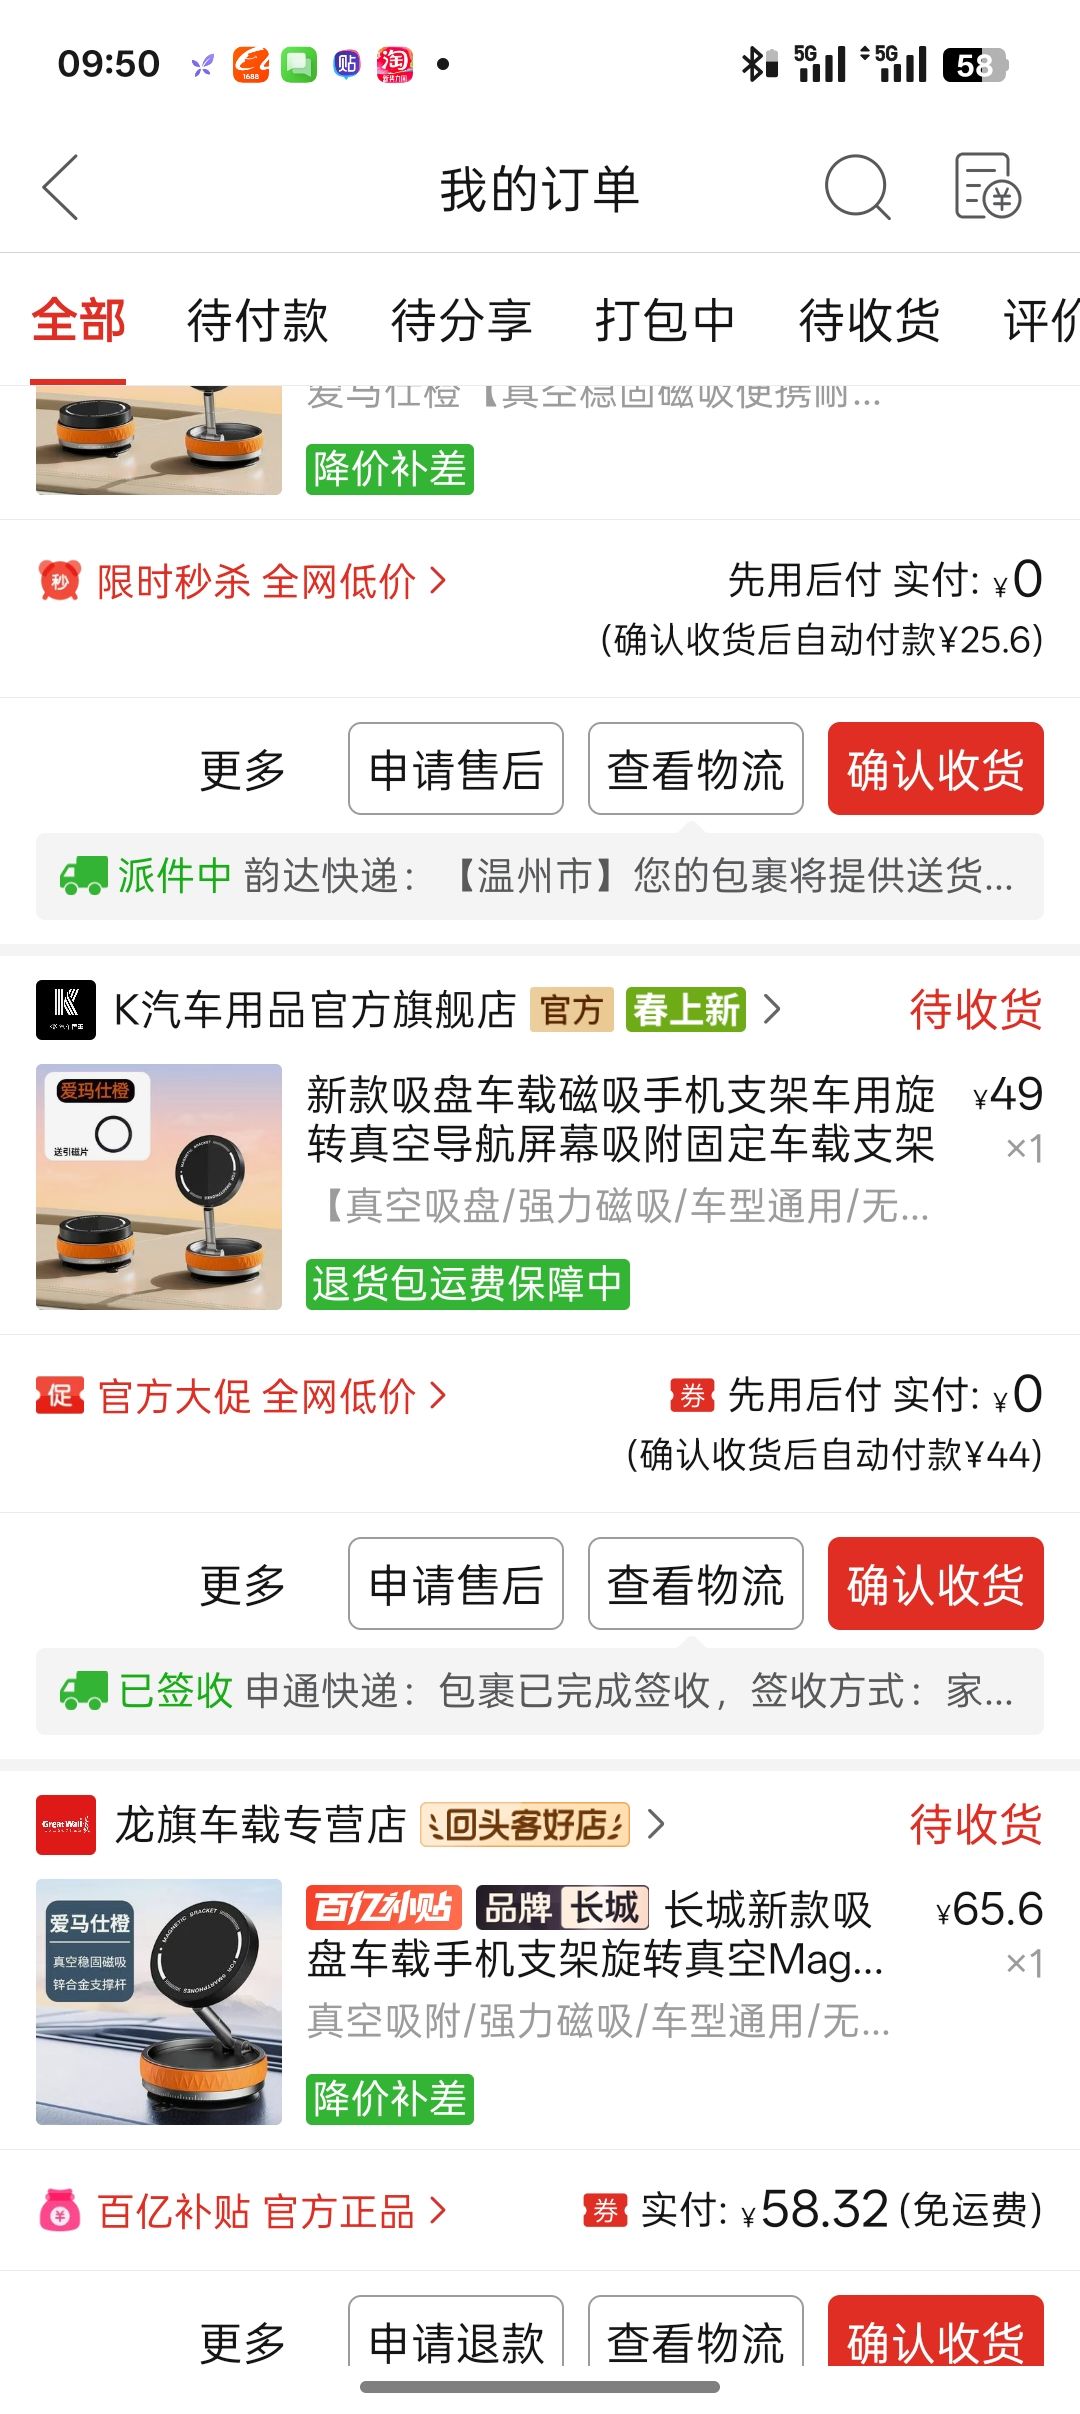 09:50
1688
贴
淘
5G
5G
58
我的订单
全部 待付款 待分享 打包中 待收货 评价
爱马仕橙【真空稳固磁吸便携耐...
降价补差
秒 限时秒杀 全网低价 >
先用后付 实付: ¥0
(确认收货后自动付款¥25.6)
更多 申请售后 查看物流 确认收货
派件中 韵达快递：【温州市】您的包裹将提供送货...
K K汽车用品官方旗舰店 官方 春上新 >
待收货
爱玛仕橙
送引磁片
新款吸盘车载磁吸手机支架车用旋
¥49
转真空导航屏幕吸附固定车载支架
×1
【真空吸盘/强力磁吸/车型通用/无...
退货包运费保障中
促 官方大促 全网低价 >
券 先用后付 实付: ¥0
(确认收货后自动付款¥44)
更多 申请售后 查看物流 确认收货
已签收 申通快递：包裹已完成签收，签收方式：家...
Great Wall 龙旗车载专营店 回头客好店 >
待收货
爱马仕橙
真空稳固磁吸
锌合金支撑杆
MAGNETIC BRACKET
FOR SMARTPHONES
百亿补贴 品牌 长城 长城新款吸
¥65.6
盘车载手机支架旋转真空Mag...
×1
真空吸附/强力磁吸/车型通用/无...
降价补差
百亿补贴 官方正品 >
券 实付: ¥58.32 (免运费)
更多 申请退款 查看物流 确认收货